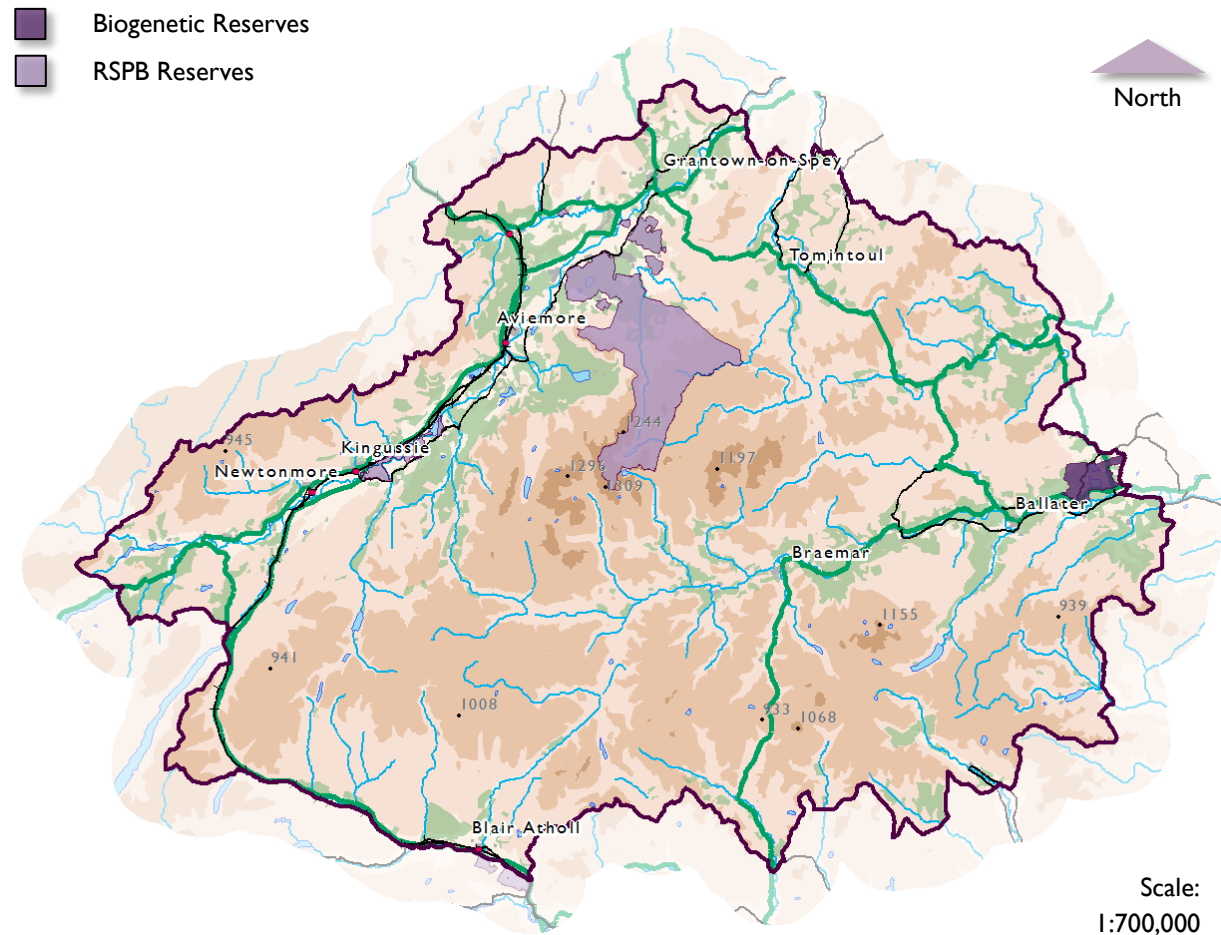 Biogenetic Reserves
RSPB Reserves
North
Grantown-on-Spey
Tomintoul
Aviemore
1244
945
Kingussie
Newtonmore
1296
1197
1309
Ballater
Braemar
939
1155
941
1008
933
1068
Blair Atholl
Scale:
1:700,000